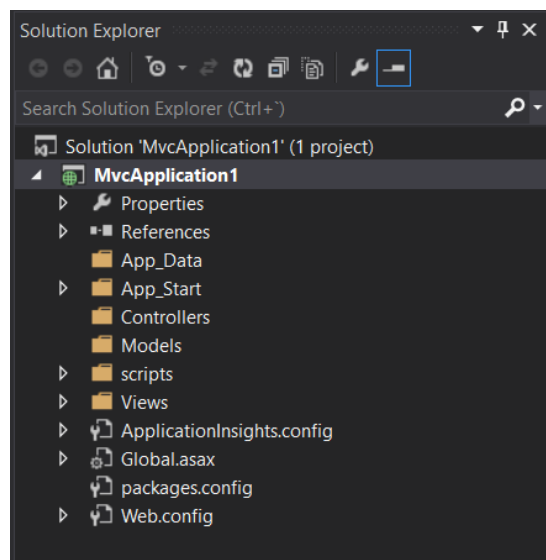 Solution Explorer
Search Solution Explorer (Ctrl+`)
Solution 'MvcApplication1' (1 project)
MvcApplication1
Properties
References
App_Data
App_Start
Controllers
Models
scripts
Views
ApplicationInsights.config
Global.asax
packages.config
Web.config